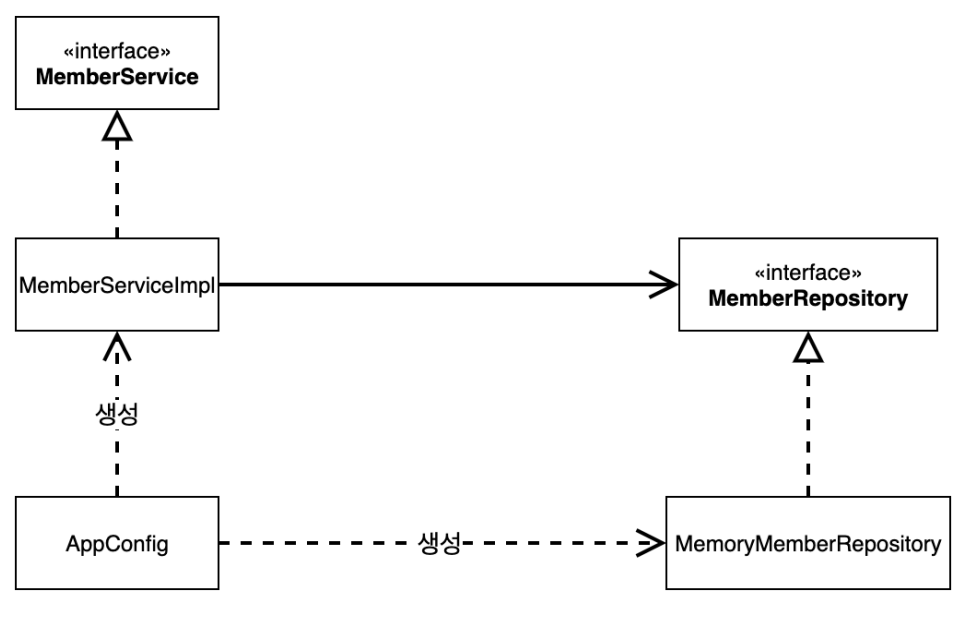 «interface»
MemberService
MemberServiceImpl
«interface»
MemberRepository
생성
AppConfig
생성
MemoryMemberRepository